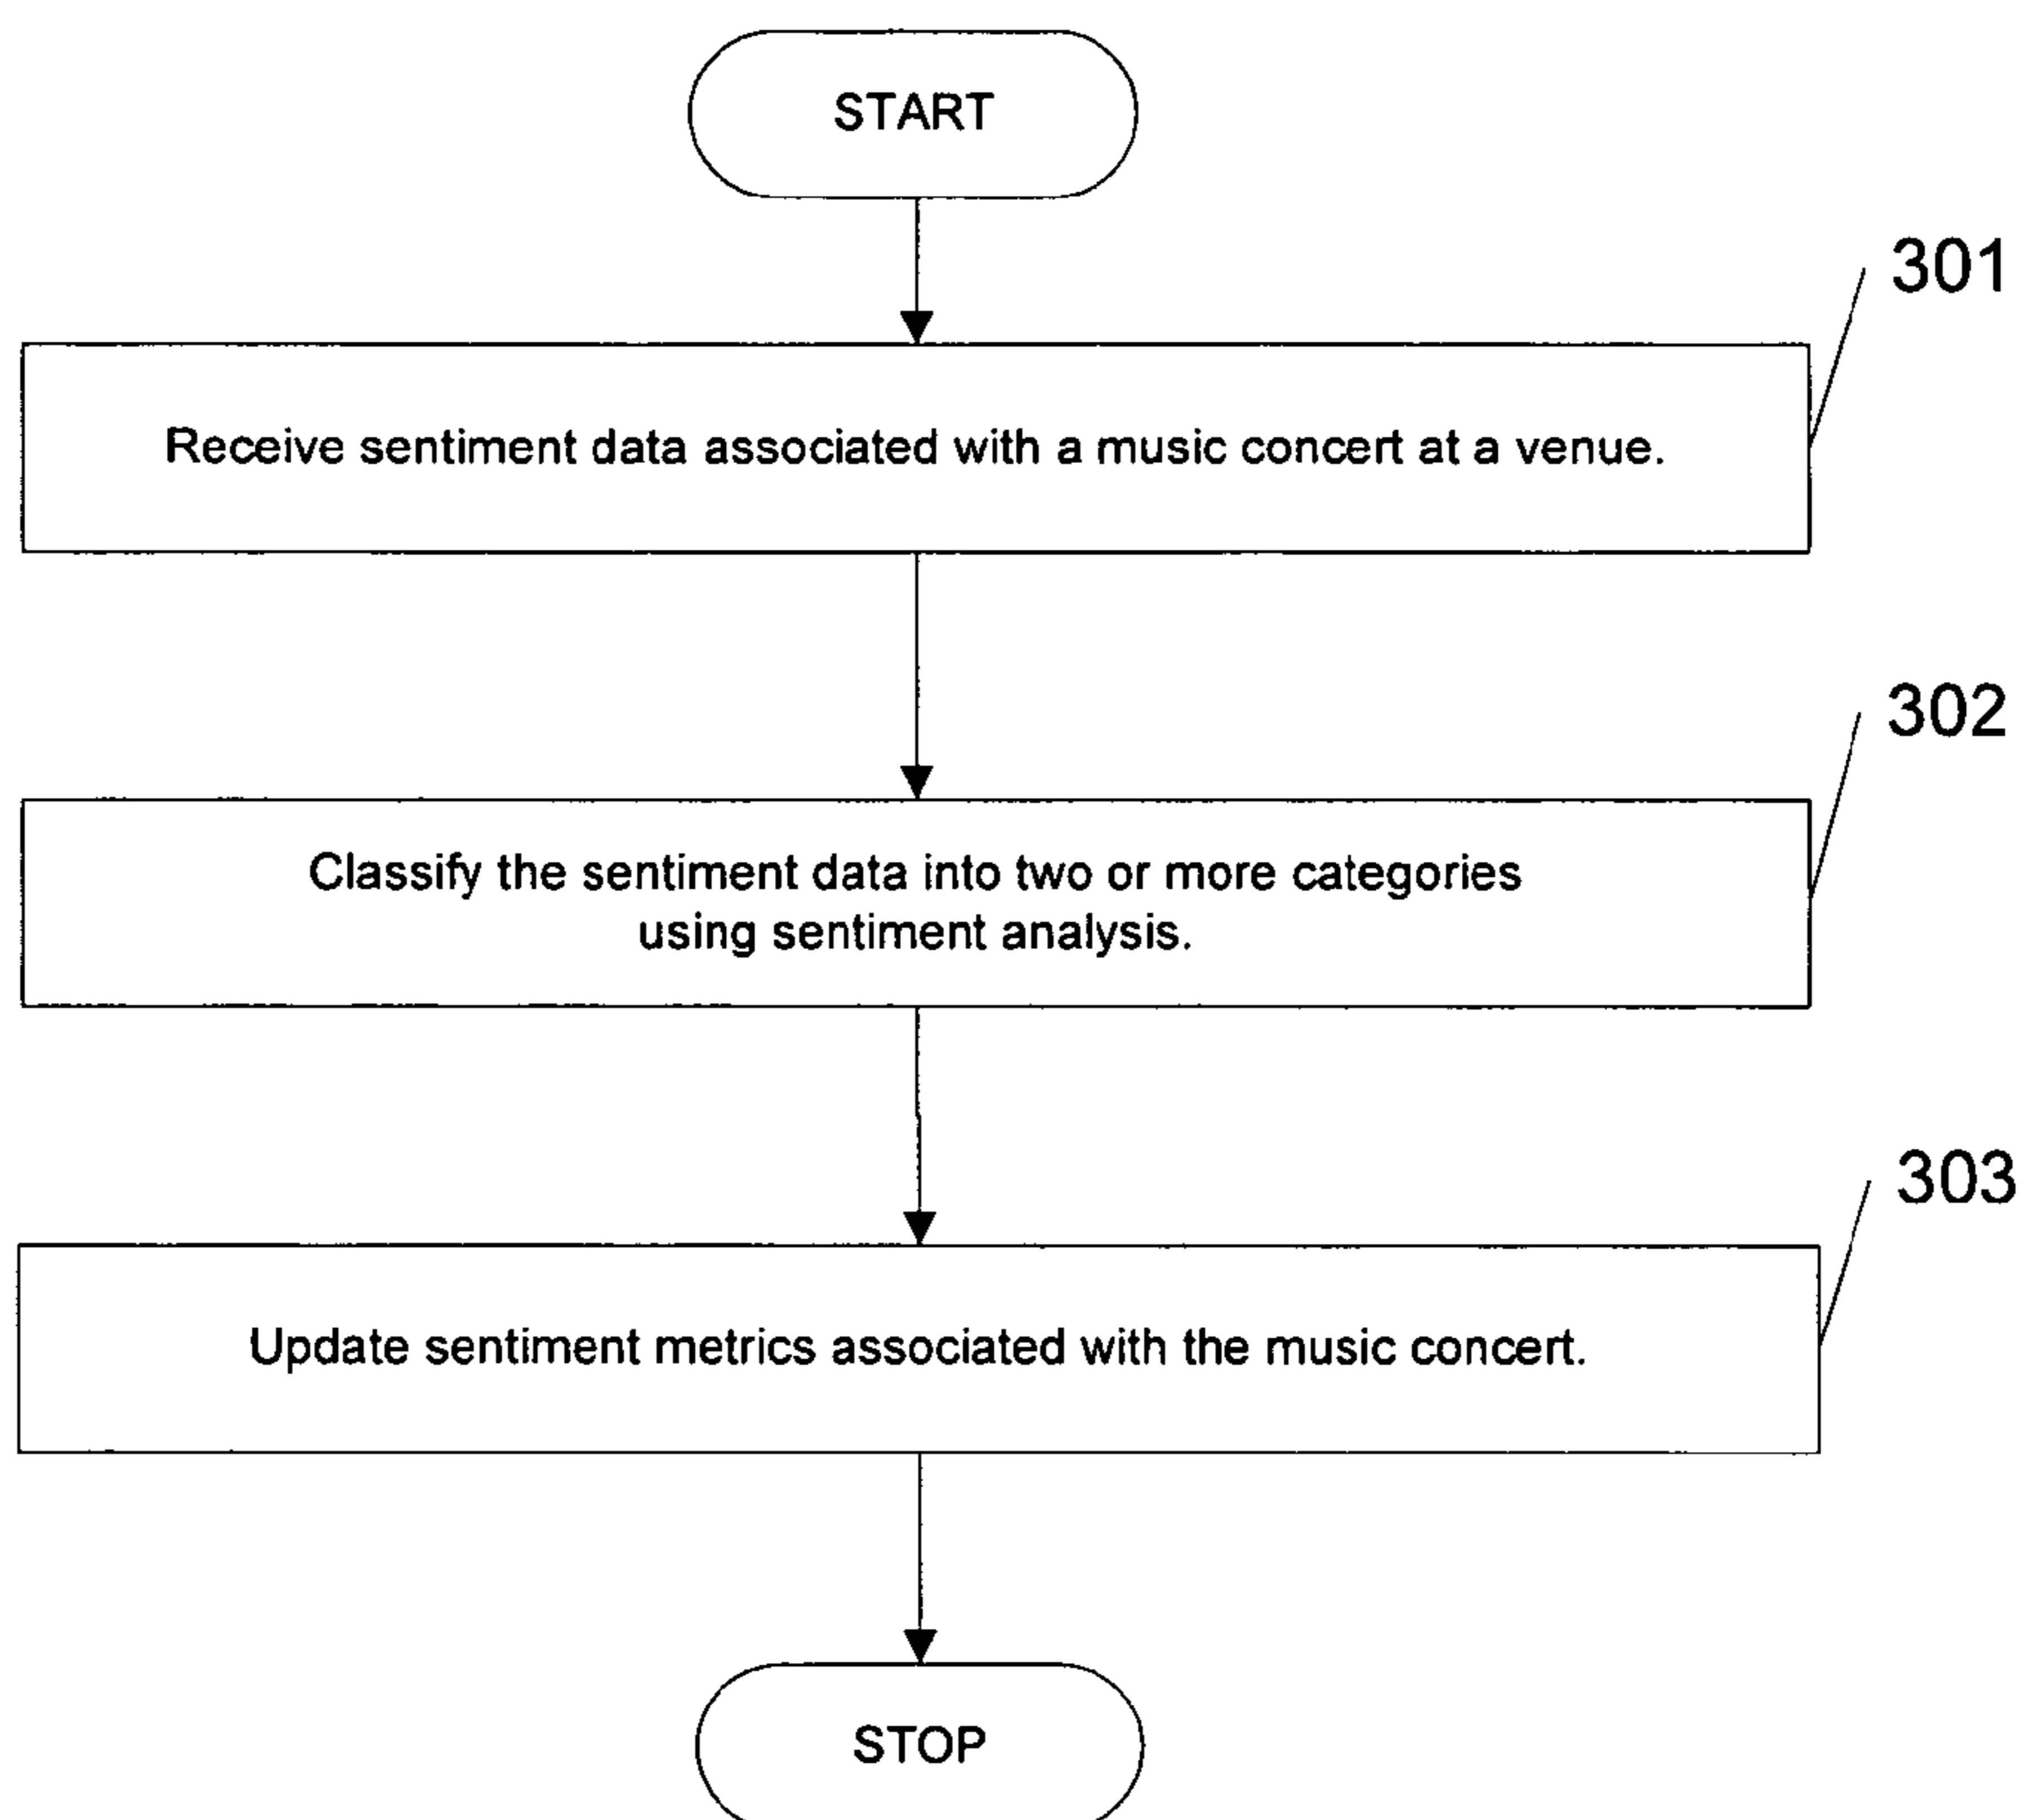 START
301
Receive sentiment data associated with a music concert at a venue.
302
Classify the sentiment data into two or more categories
using sentiment analysis.
303
Update sentiment metrics associated with the music concert.
STOP